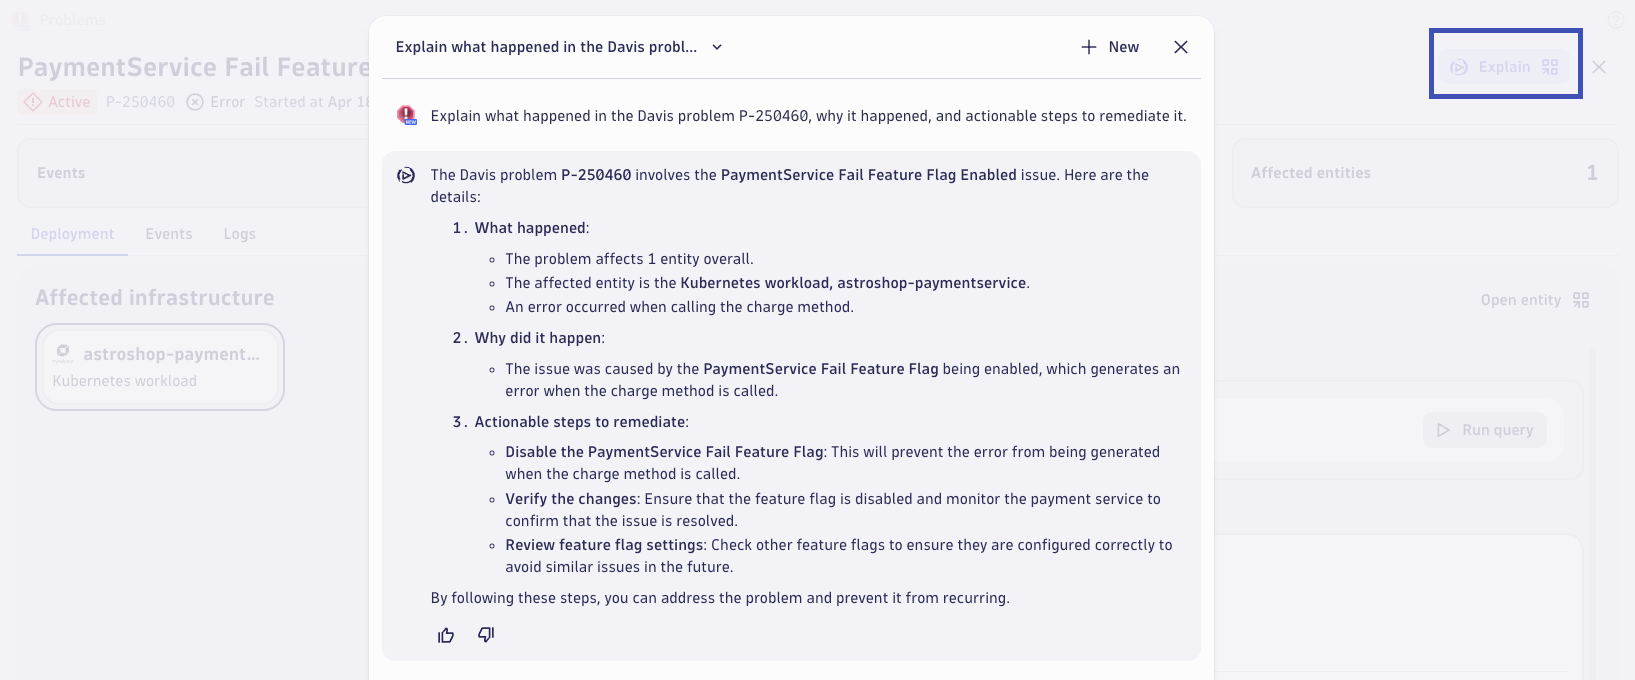 Problems
PaymentService Fail Feature
Active P-250460 Error Started at Apr 18
Events
Deployment Events Logs
Affected infrastructure
astroshop-payment...
Kubernetes workload
Explain what happened in the Davis probl...
New
Explain what happened in the Davis problem P-250460, why it happened, and actionable steps to remediate it.
The Davis problem P-250460 involves the PaymentService Fail Feature Flag Enabled issue. Here are the
details:
1. What happened:
◦ The problem affects 1 entity overall.
◦ The affected entity is the Kubernetes workload, astroshop-paymentservice.
◦ An error occurred when calling the charge method.
2. Why did it happen:
◦ The issue was caused by the PaymentService Fail Feature Flag being enabled, which generates an
error when the charge method is called.
3. Actionable steps to remediate:
◦ Disable the PaymentService Fail Feature Flag: This will prevent the error from being generated
when the charge method is called.
◦ Verify the changes: Ensure that the feature flag is disabled and monitor the payment service to
confirm that the issue is resolved.
◦ Review feature flag settings: Check other feature flags to ensure they are configured correctly to
avoid similar issues in the future.
By following these steps, you can address the problem and prevent it from recurring.
Explain
Affected entities 1
Open entity
Run query